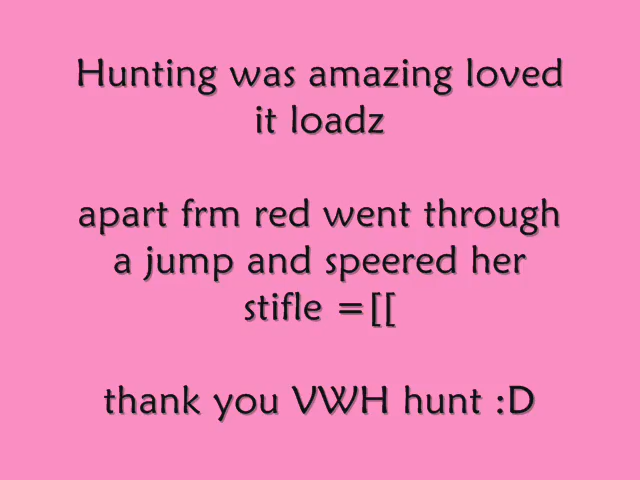 Hunting was amazing loved
it loadz
apart frm red went through
a jump and speered her
stifle =[[
thank you VWH hunt :D